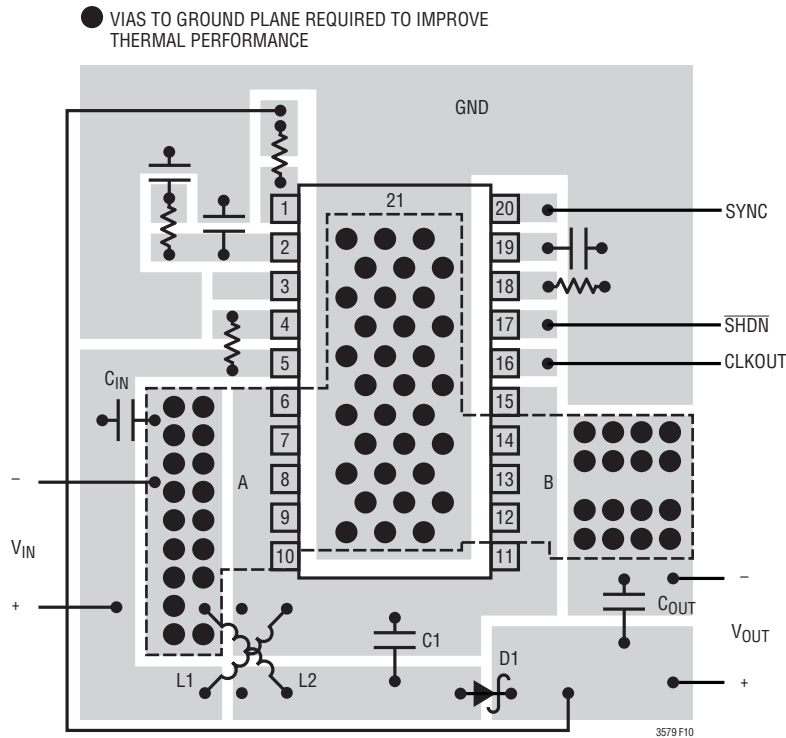 VIAS TO GROUND PLANE REQUIRED TO IMPROVE
THERMAL PERFORMANCE
GND
21
1
20
SYNC
2
19
3
18
4
17
SHDN
5
16
CLKOUT
CIN
6
15
7
14
A
8
13
B
9
12
10
11
–
VIN
+
–
COUT
VOUT
+
C1
D1
L1
L2
3579 F10